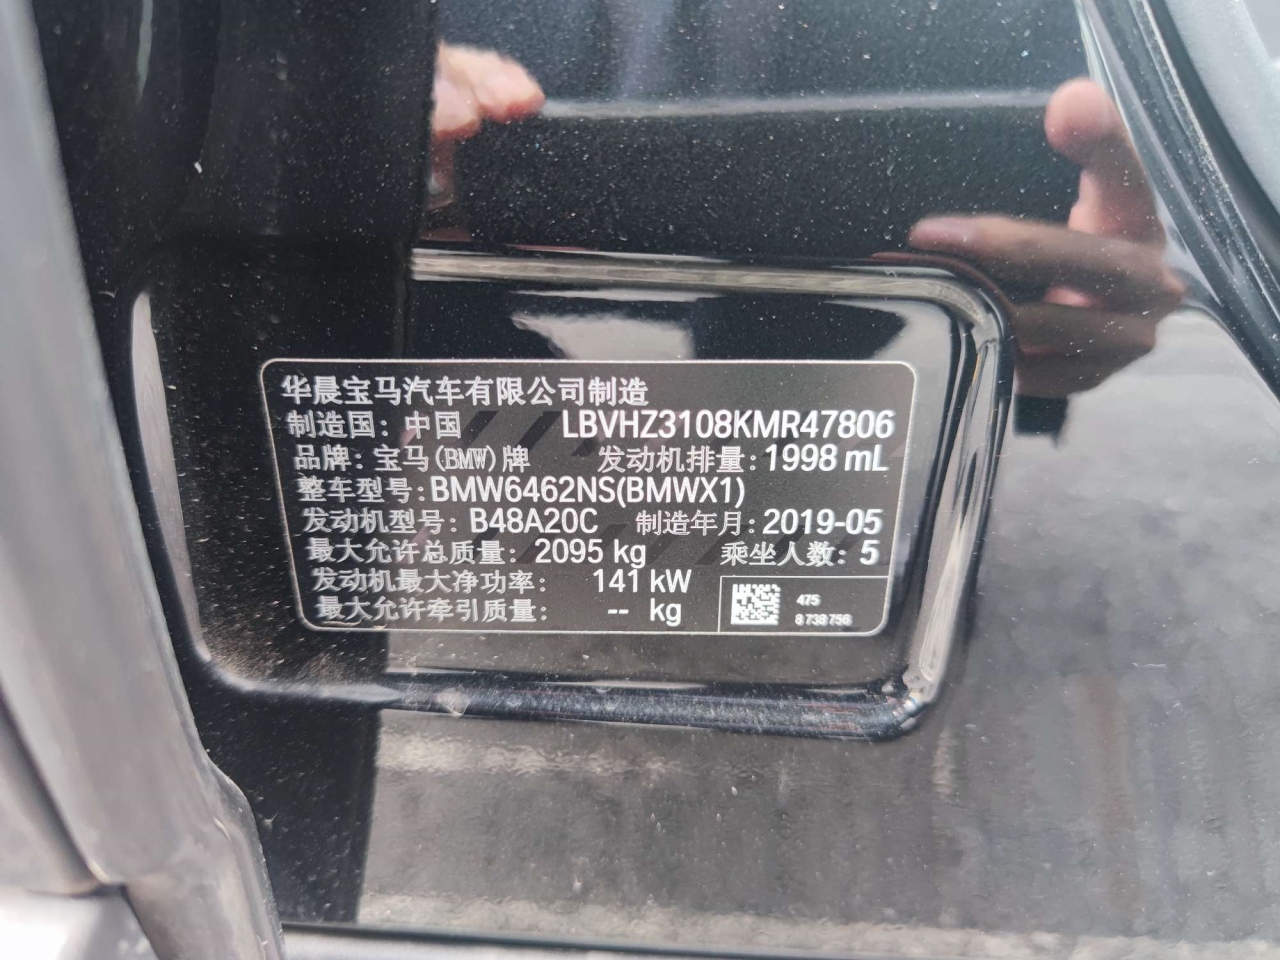 华晨宝马汽车有限公司制造
制造国：中国 LBVHZ3108KMR47806
品牌：宝马(BMW)牌 发动机排量：1998 mL
整车型号：BMW6462NS(BMWX1)
发动机型号：B48A20C 制造年月：2019-05
最大允许总质量：2095 kg 乘坐人数：5
发动机最大净功率：141 kW
最大允许牵引质量：-- kg
475
8 738 756